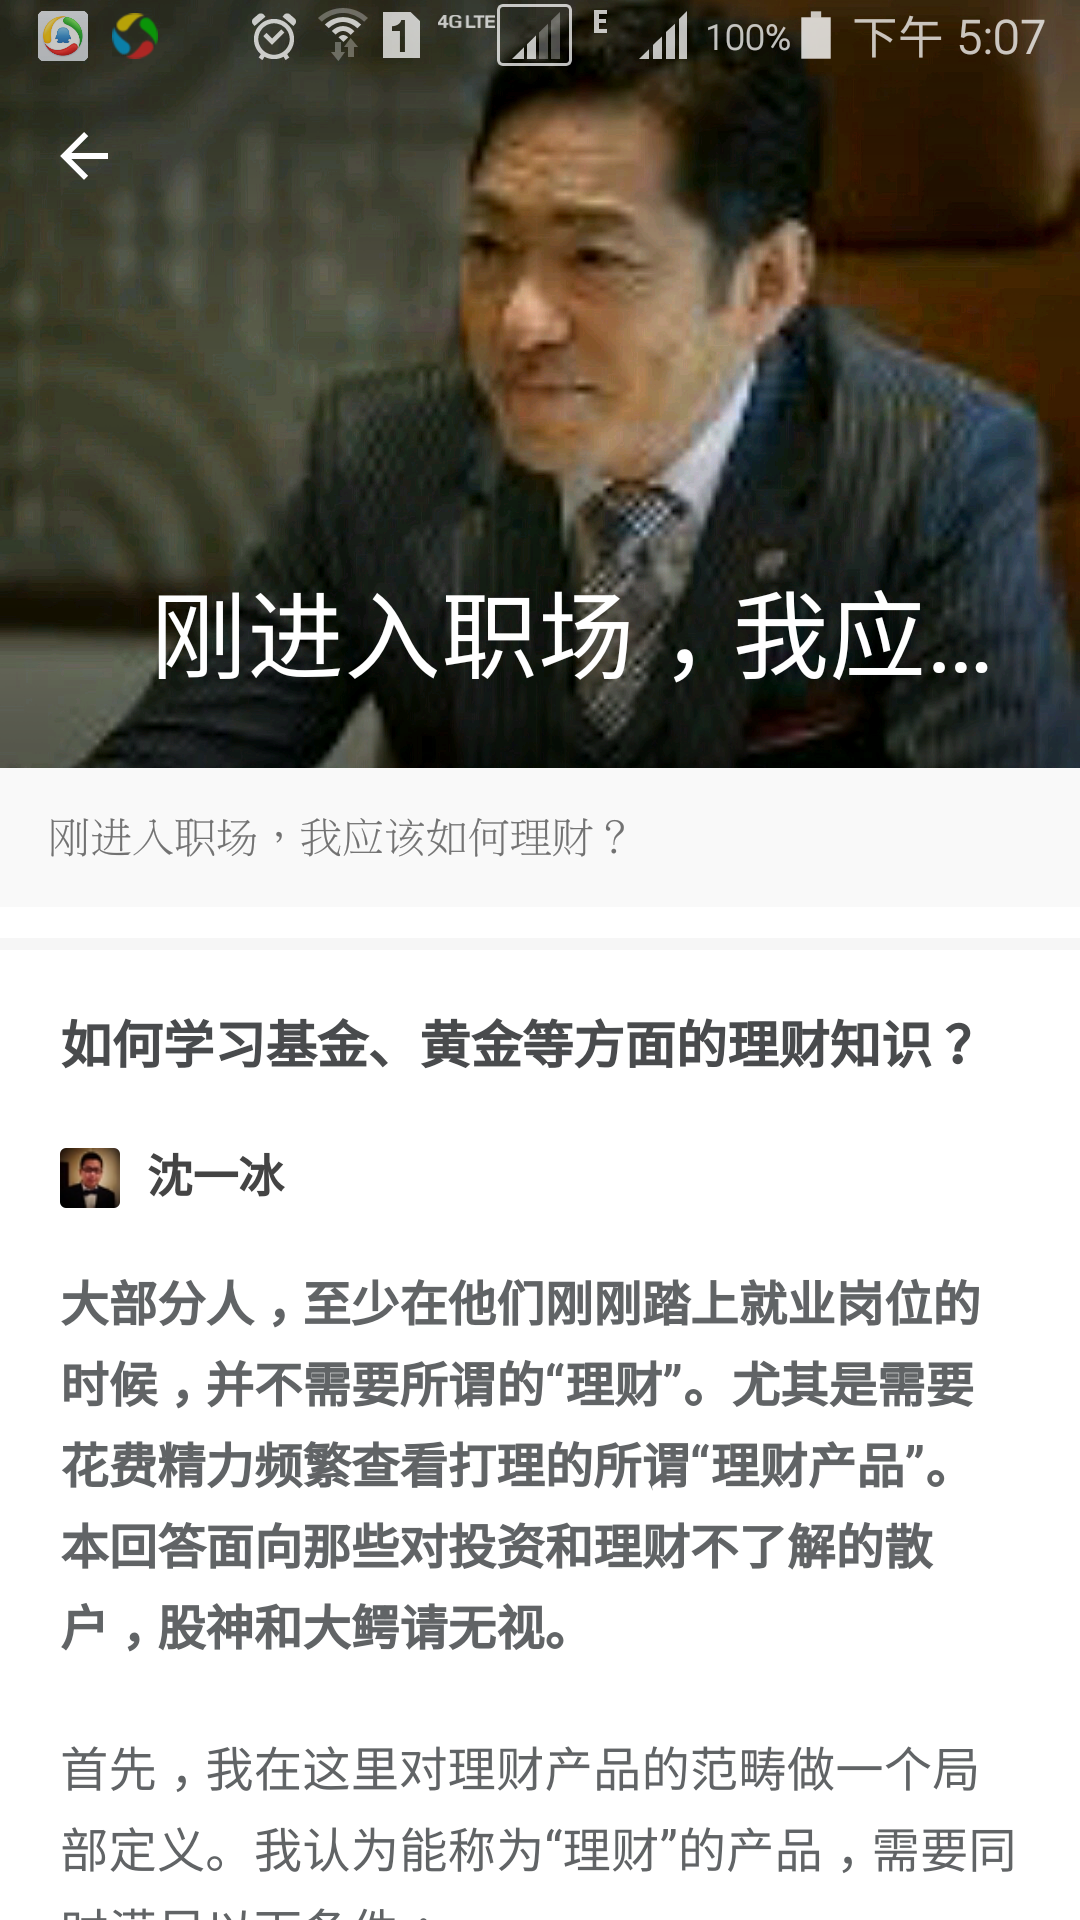 1 4G LTE E 100% 下午 5:07
刚进入职场，我应...
刚进入职场，我应该如何理财？
如何学习基金、黄金等方面的理财知识？
沈一冰
大部分人，至少在他们刚刚踏上就业岗位的
时候，并不需要所谓的“理财”。尤其是需要
花费精力频繁查看打理的所谓“理财产品”。
本回答面向那些对投资和理财不了解的散
户，股神和大鳄请无视。
首先，我在这里对理财产品的范畴做一个局
部定义。我认为能称为“理财”的产品，需要同
时满足以下条件：